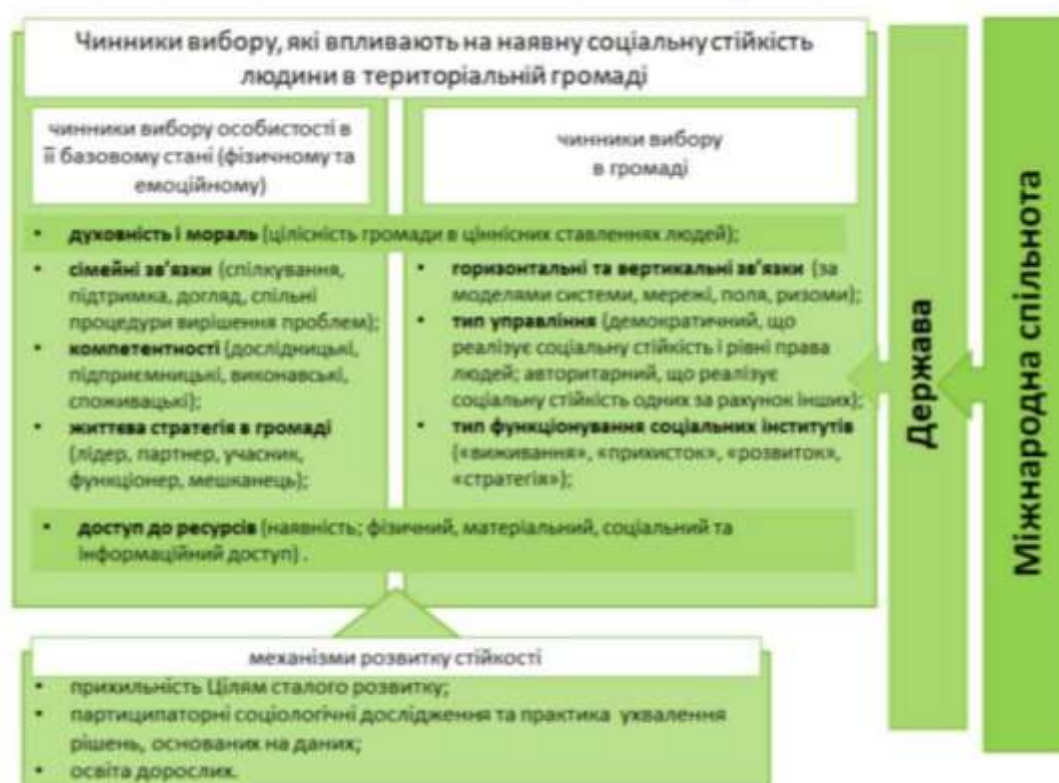 Чинники вибору, які впливають на наявну соціальну стійкість
людини в територіальній громаді
чинники вибору особистості в
її базовому стані (фізичному та
емоційному)
чинники вибору
в громаді
• духовність і мораль (цілісність громади в ціннісних ставленнях людей);
• сімейні зв'язки (спілкування,
підтримка, догляд, спільні
процедури вирішення проблем);
• компетентності (дослідницькі,
підприємницькі, виконавські,
споживацькі);
• життєва стратегія в громаді
(лідер, партнер, учасник,
функціонер, мешканець);
• горизонтальні та вертикальні зв'язки (за
моделями системи, мережі, поля, ризоми);
• тип управління (демократичний, що
реалізує соціальну стійкість і рівні права
людей; авторитарний, що реалізує
соціальну стійкість одних за рахунок інших);
• тип функціонування соціальних інститутів
(«виживання», «прихисток», «розвиток»,
«стратегія»);
• доступ до ресурсів (наявність; фізичний, матеріальний, соціальний та
інформаційний доступ) .
механізми розвитку стійкості
• прихильність Цілям сталого розвитку;
• партиципаторні соціологічні дослідження та практика ухвалення
рішень, основаних на даних;
• освіта дорослих.
Держава
Міжнародна спільнота